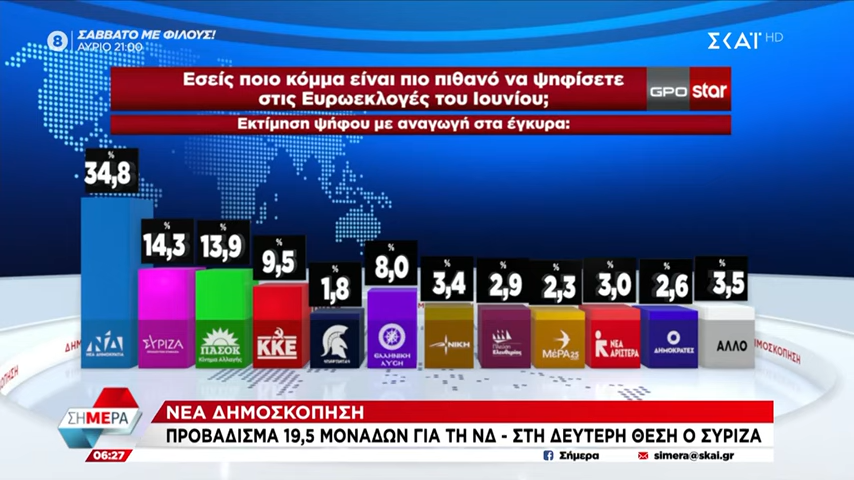 8 ΣΑΒΒΑΤΟ ΜΕ ΦΙΛΟΥΣ!
ΑΥΡΙΟ 21:00
ΣΚΑΪ HD
Εσείς ποιο κόμμα είναι πιο πιθανό να ψηφίσετε
στις Ευρωεκλογές του Ιουνίου;
GPO star
Εκτίμηση ψήφου με αναγωγή στα έγκυρα:
% % % % % % % % % % % %
34,8 14,3 13,9 9,5 1,8 8,0 3,4 2,9 2,3 3,0 2,6 3,5
ΝΔ ΣΥΡΙΖΑ ΠΑΣΟΚ ΚΚΕ ΣΠΑΡΤΙΑΤΕΣ ΕΛΛΗΝΙΚΗ ΝΙΚΗ Πλεύση ΜέΡΑ25 ΝΕΑ ΔΗΜΟΚΡΑΤΕΣ ΑΛΛΟ
ΝΕΑ ΔΗΜΟΚΡΑΤΙΑ Κίνημα Αλλαγής ΛΥΣΗ Ελευθερίας ΑΡΙΣΤΕΡΑ
ΔΗΜΟΣΚΟΠΗΣΗ
ΣΗΜΕΡΑ
06:27
ΝΕΑ ΔΗΜΟΣΚΟΠΗΣΗ
ΠΡΟΒΑΔΙΣΜΑ 19,5 ΜΟΝΑΔΩΝ ΓΙΑ ΤΗ ΝΔ - ΣΤΗ ΔΕΥΤΕΡΗ ΘΕΣΗ Ο ΣΥΡΙΖΑ
Σήμερα simera@skai.gr